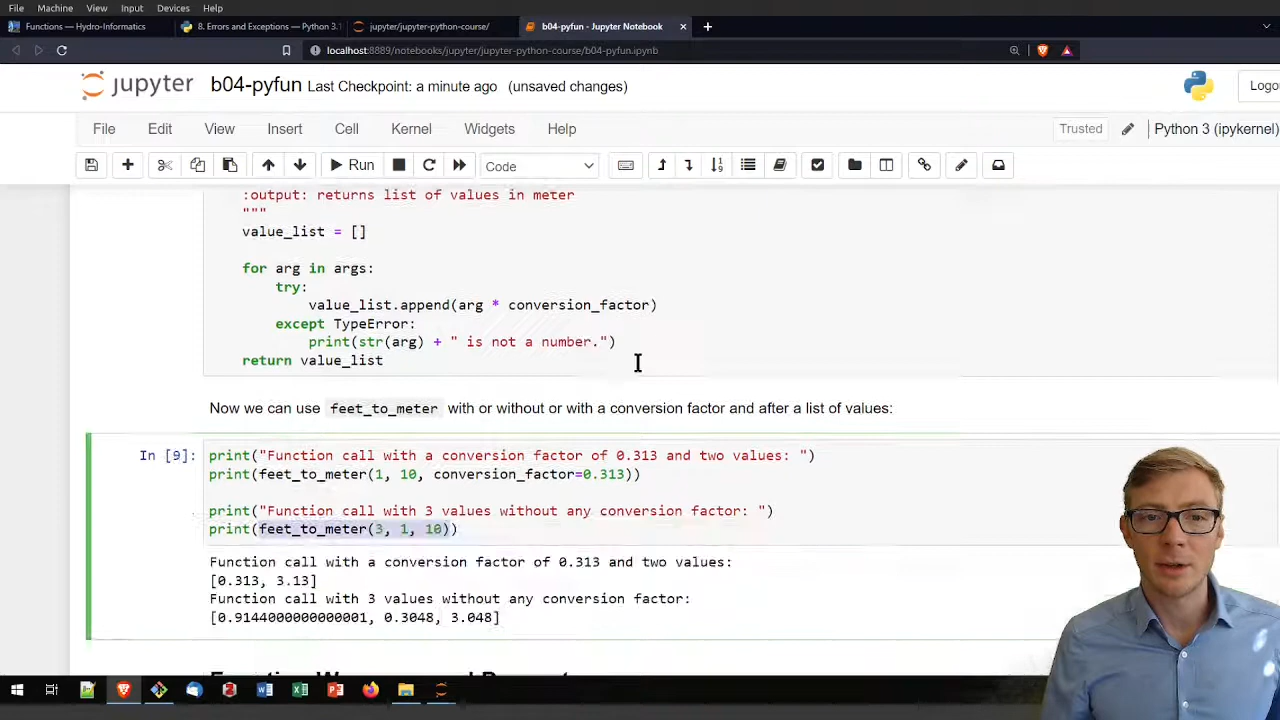 File Machine View Input Devices Help
Functions — Hydro-Informatics
8. Errors and Exceptions — Python 3.1
jupyter/jupyter-python-course/
b04-pyfun - Jupyter Notebook
localhost:8889/notebooks/jupyter/jupyter-python-course/b04-pyfun.ipynb
jupyter b04-pyfun Last Checkpoint: a minute ago (unsaved changes)
Logo
File Edit View Insert Cell Kernel Widgets Help
Trusted Python 3 (ipykernel)
Run Code
:output: returns list of values in meter
"""
value_list = []
for arg in args:
try:
value_list.append(arg * conversion_factor)
except TypeError:
print(str(arg) + " is not a number.")
return value_list
Now we can use feet_to_meter with or without or with a conversion factor and after a list of values:
In [9]: print("Function call with a conversion factor of 0.313 and two values: ")
print(feet_to_meter(1, 10, conversion_factor=0.313))
print("Function call with 3 values without any conversion factor: ")
print(feet_to_meter(3, 1, 10))
Function call with a conversion factor of 0.313 and two values:
[0.313, 3.13]
Function call with 3 values without any conversion factor:
[0.9144000000000001, 0.3048, 3.048]